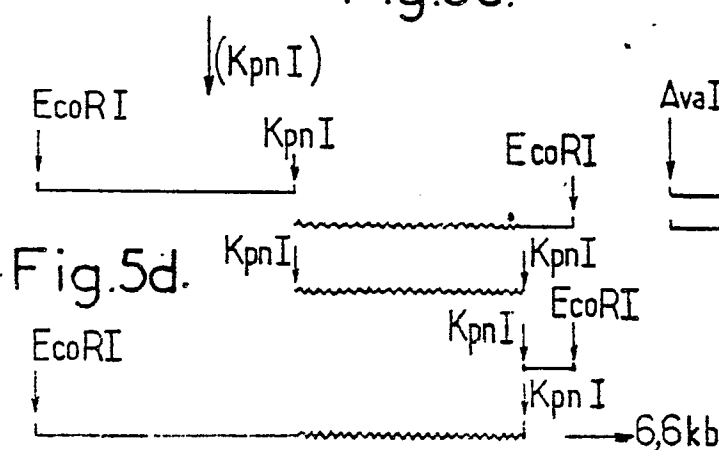 (KpnI)
EcoRI
KpnI
EcoRI
AvaI
KpnI
KpnI
Fig.5d.
KpnI
EcoRI
EcoRI
KpnI
6,6kb